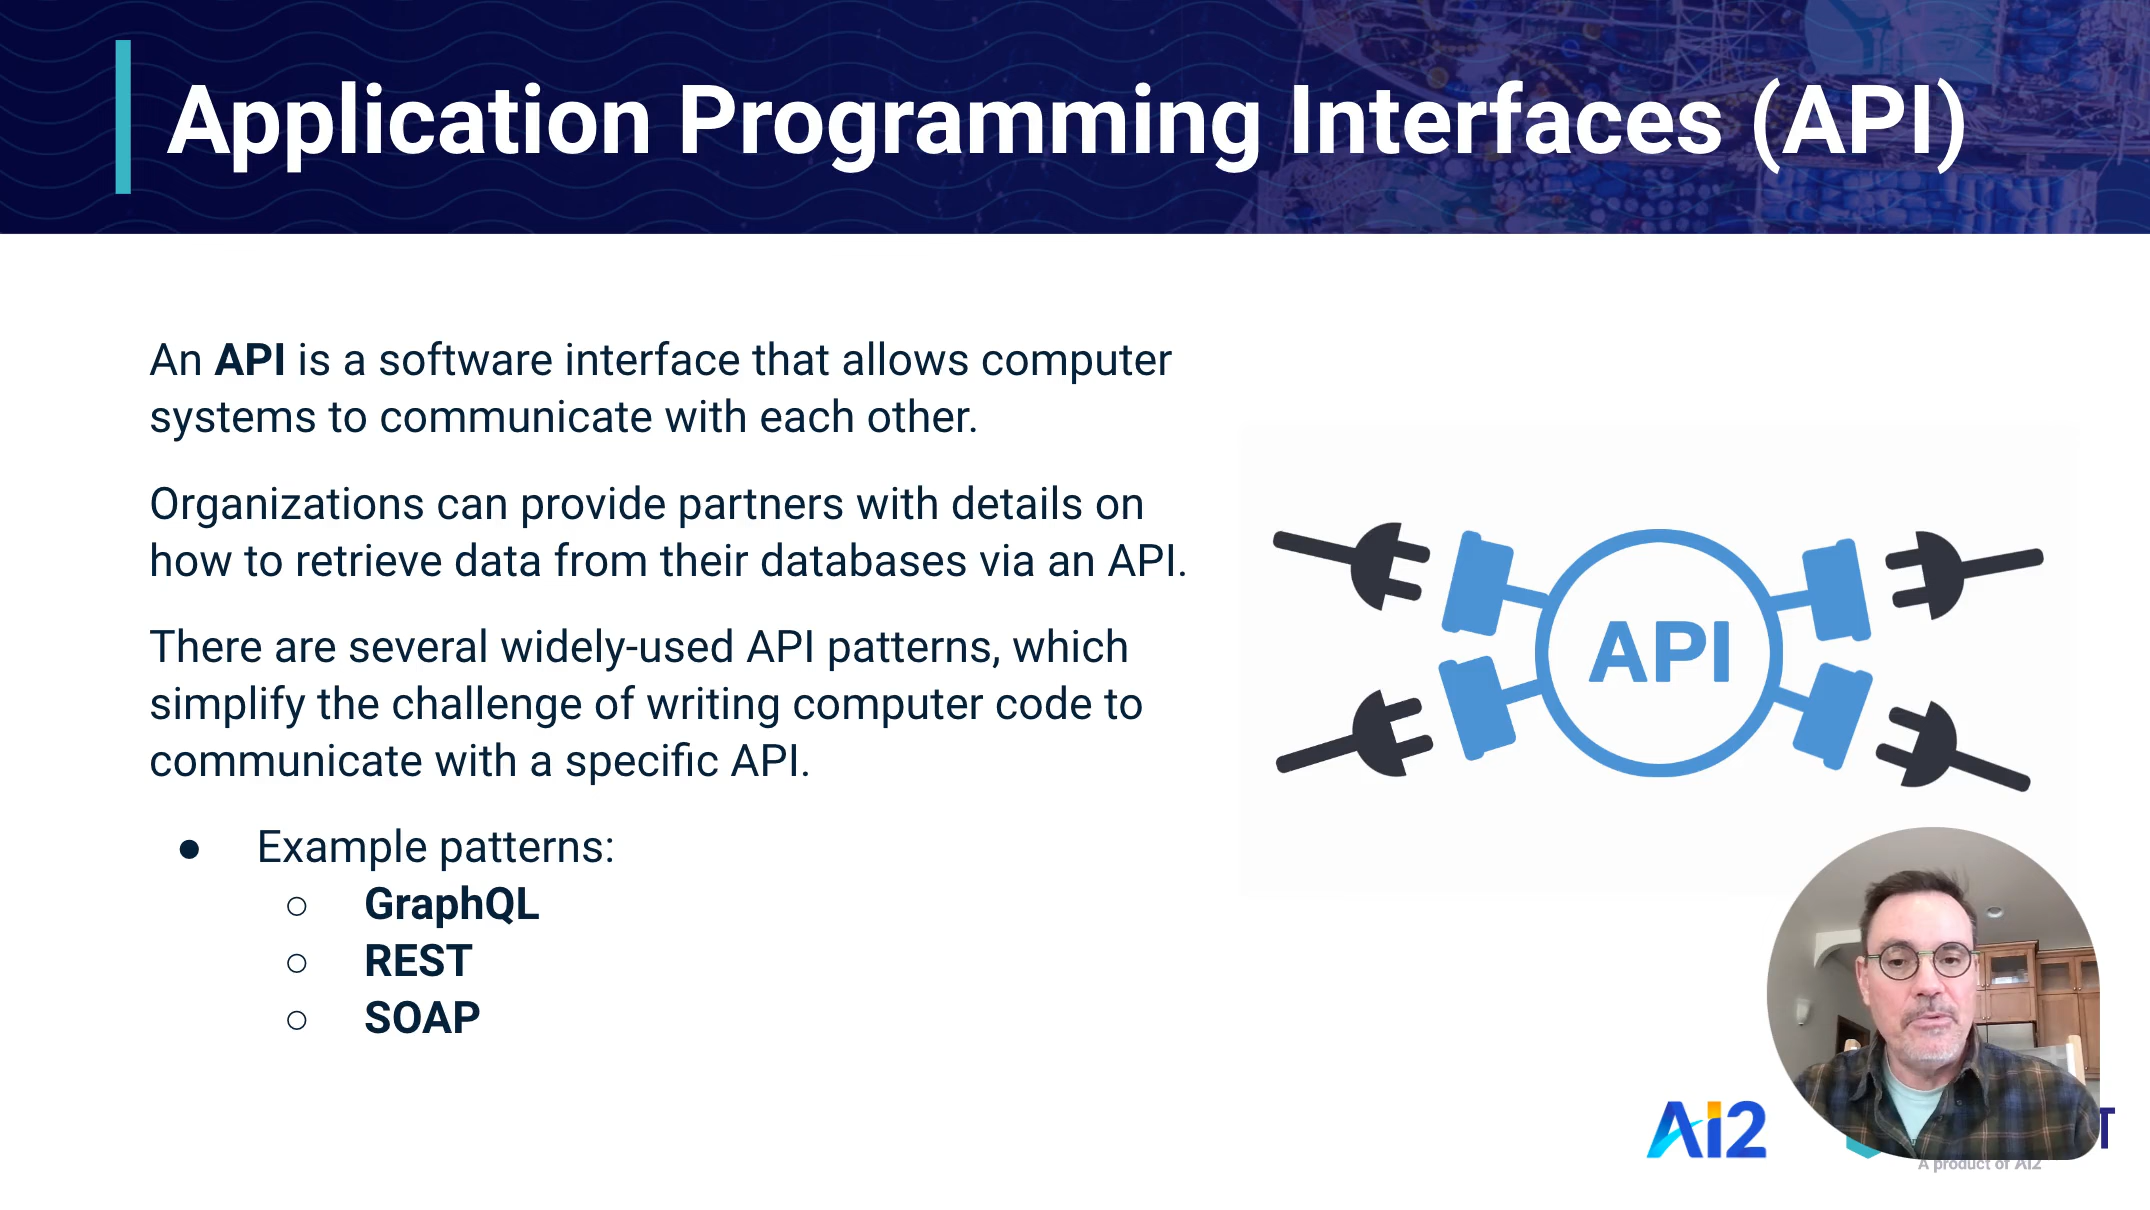 Application Programming Interfaces (API)
An API is a software interface that allows computer
systems to communicate with each other.
Organizations can provide partners with details on
how to retrieve data from their databases via an API.
There are several widely-used API patterns, which
simplify the challenge of writing computer code to
communicate with a specific API.
● Example patterns:
○ GraphQL
○ REST
○ SOAP
API
Ai2
T
A product of Ai2